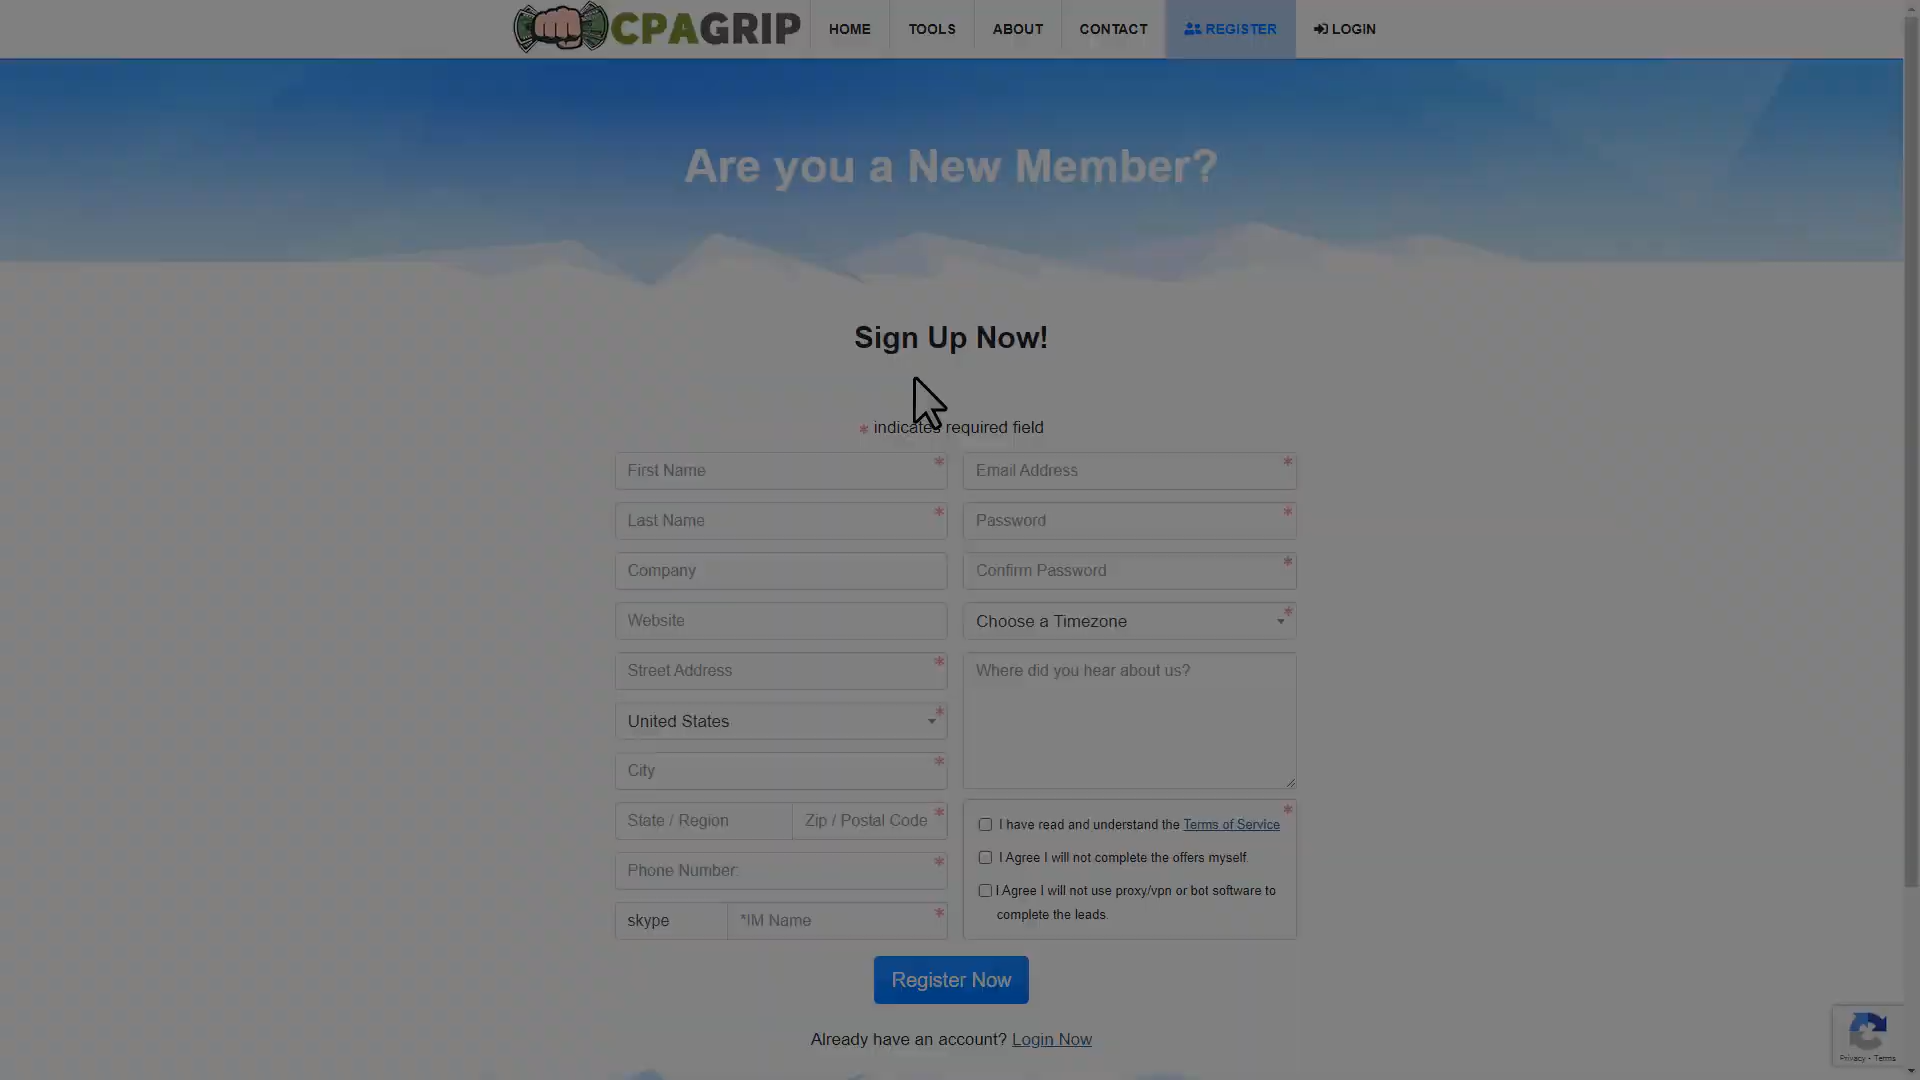 CPAGRIP
HOME
TOOLS
ABOUT
CONTACT
REGISTER
LOGIN
Are you a New Member?
Sign Up Now!
* indicates required field
First Name *
Email Address *
Last Name *
Password *
Company
Confirm Password *
Website
Choose a Timezone *
Street Address *
Where did you hear about us?
United States *
City *
State / Region
Zip / Postal Code *
I have read and understand the Terms of Service *
I Agree I will not complete the offers myself.
Phone Number: *
I Agree I will not use proxy/vpn or bot software to
complete the leads.
skype
*IM Name *
Register Now
Already have an account? Login Now
Privacy - Terms